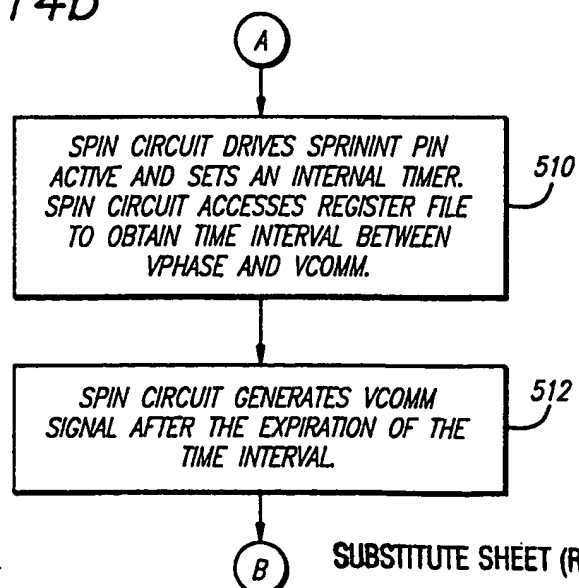 14b
A
SPIN CIRCUIT DRIVES SPRININT PIN
ACTIVE AND SETS AN INTERNAL TIMER.
SPIN CIRCUIT ACCESSES REGISTER FILE
TO OBTAIN TIME INTERVAL BETWEEN
VPHASE AND VCOMM.
510
SPIN CIRCUIT GENERATES VCOMM
SIGNAL AFTER THE EXPIRATION OF THE
TIME INTERVAL.
512
B
SUBSTITUTE SHEET (R